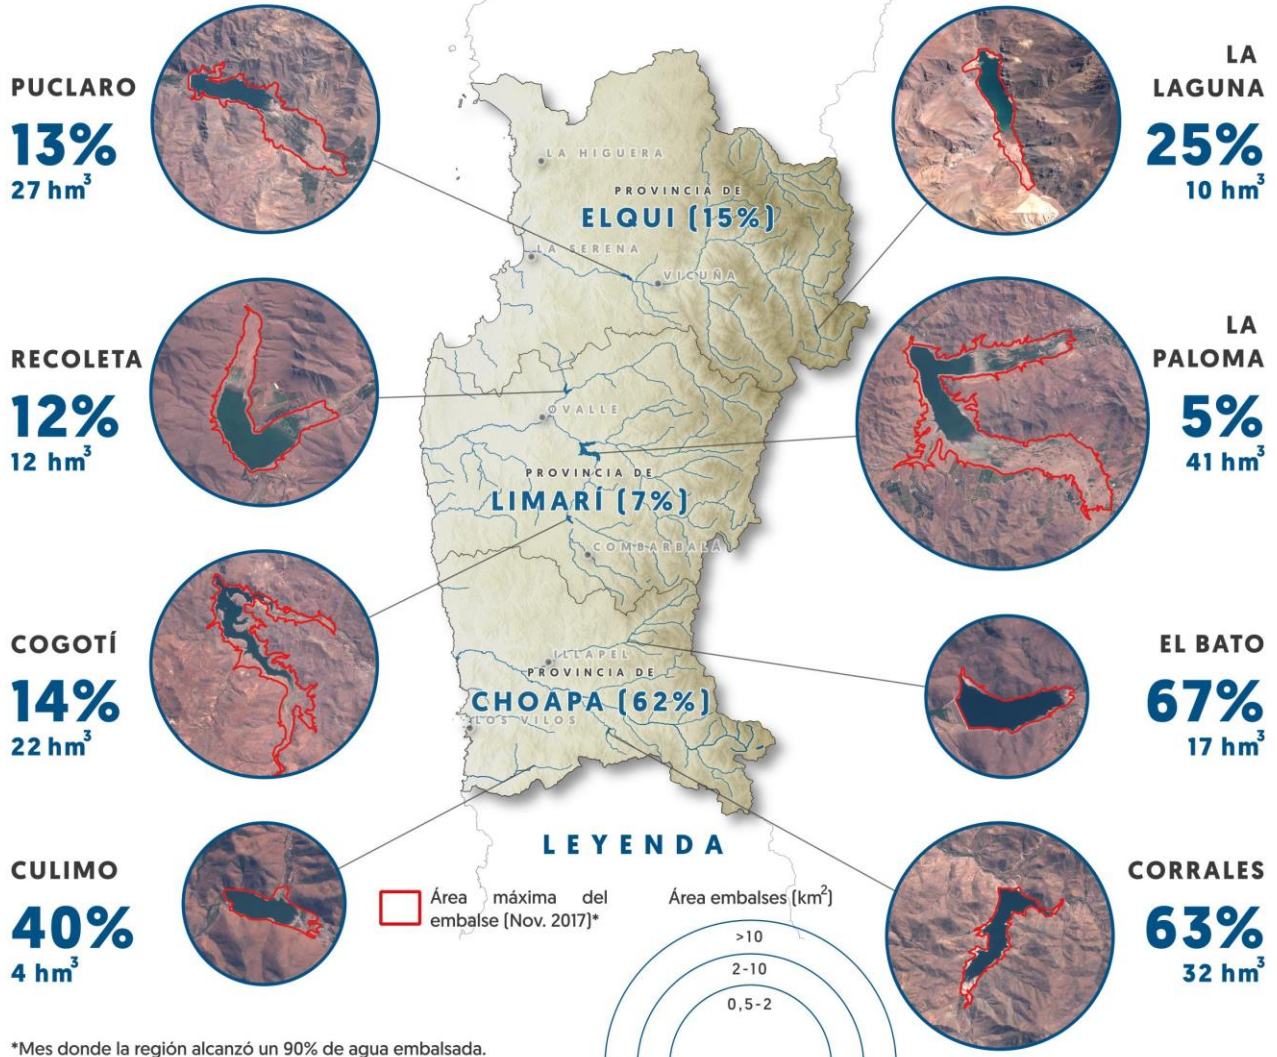 PUCLARO
13%
27 hm³
LA
LAGUNA
25%
10 hm³
RECOLETA
12%
12 hm³
LA
PALOMA
5%
41 hm³
COGOTÍ
14%
22 hm³
EL BATO
67%
17 hm³
CULIMO
40%
4 hm³
CORRALES
63%
32 hm³
LA HIGUERA
PROVINCIA DE
ELQUI (15%)
LA SERENA
VICUÑA
OVALLE
PROVINCIA DE
LIMARÍ (7%)
COMBARBALÁ
ILLAPEL
PROVINCIA DE
CHOAPA (62%)
LOS VILOS
LEYENDA
Área máxima del
embalse (Nov. 2017)*
Área embalses (km²)
>10
2-10
0,5-2
*Mes donde la región alcanzó un 90% de agua embalsada.